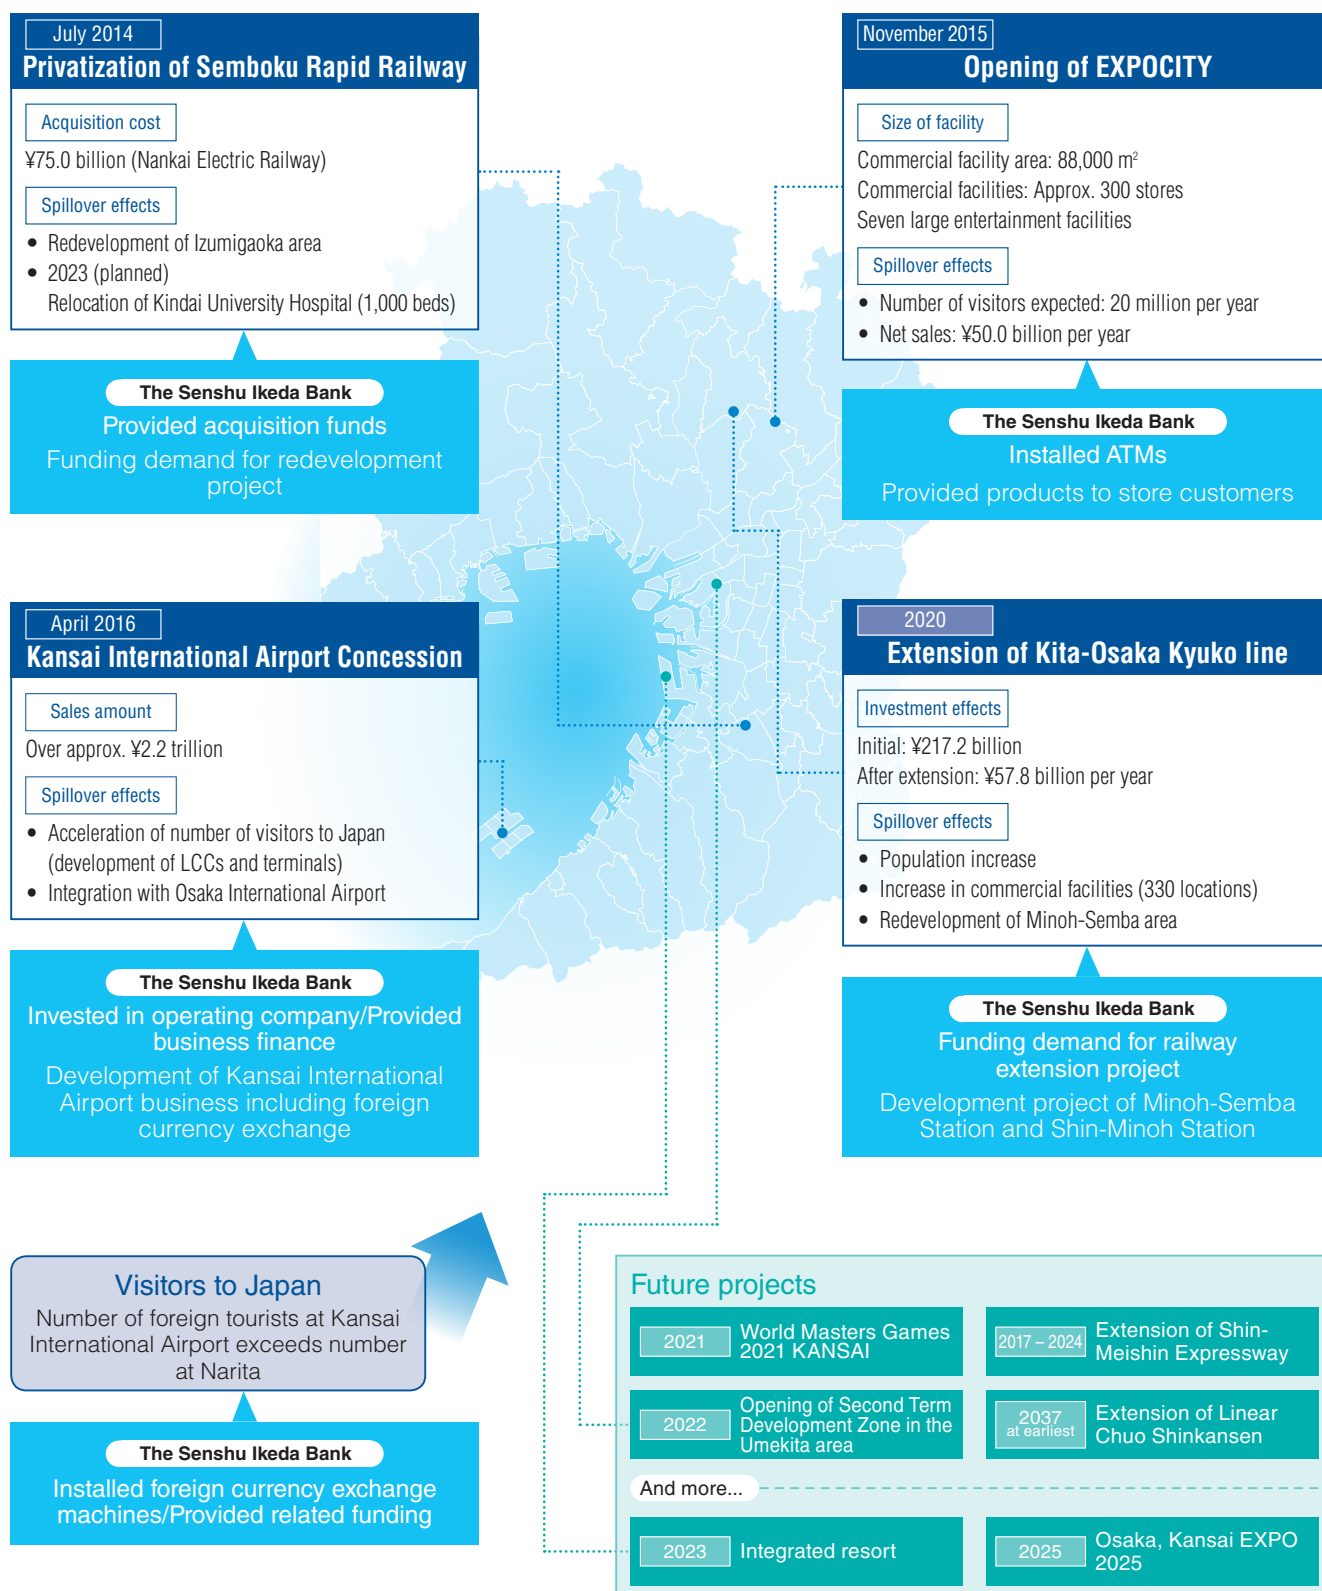 July 2014
Privatization of Semboku Rapid Railway
Acquisition cost
¥75.0 billion (Nankai Electric Railway)
Spillover effects
• Redevelopment of Izumigaoka area
• 2023 (planned)
Relocation of Kindai University Hospital (1,000 beds)
The Senshu Ikeda Bank
Provided acquisition funds
Funding demand for redevelopment
project
November 2015
Opening of EXPOCITY
Size of facility
Commercial facility area: 88,000 m²
Commercial facilities: Approx. 300 stores
Seven large entertainment facilities
Spillover effects
• Number of visitors expected: 20 million per year
• Net sales: ¥50.0 billion per year
The Senshu Ikeda Bank
Installed ATMs
Provided products to store customers
April 2016
Kansai International Airport Concession
Sales amount
Over approx. ¥2.2 trillion
Spillover effects
• Acceleration of number of visitors to Japan
(development of LCCs and terminals)
• Integration with Osaka International Airport
The Senshu Ikeda Bank
Invested in operating company/Provided
business finance
Development of Kansai International
Airport business including foreign
currency exchange
2020
Extension of Kita-Osaka Kyuko line
Investment effects
Initial: ¥217.2 billion
After extension: ¥57.8 billion per year
Spillover effects
• Population increase
• Increase in commercial facilities (330 locations)
• Redevelopment of Minoh-Semba area
The Senshu Ikeda Bank
Funding demand for railway
extension project
Development project of Minoh-Semba
Station and Shin-Minoh Station
Visitors to Japan
Number of foreign tourists at Kansai
International Airport exceeds number
at Narita
The Senshu Ikeda Bank
Installed foreign currency exchange
machines/Provided related funding
Future projects
2021
World Masters Games
2021 KANSAI
2017 – 2024
Extension of Shin-
Meishin Expressway
2022
Opening of Second Term
Development Zone in the
Umekita area
2037
at earliest
Extension of Linear
Chuo Shinkansen
And more...
2023
Integrated resort
2025
Osaka, Kansai EXPO
2025